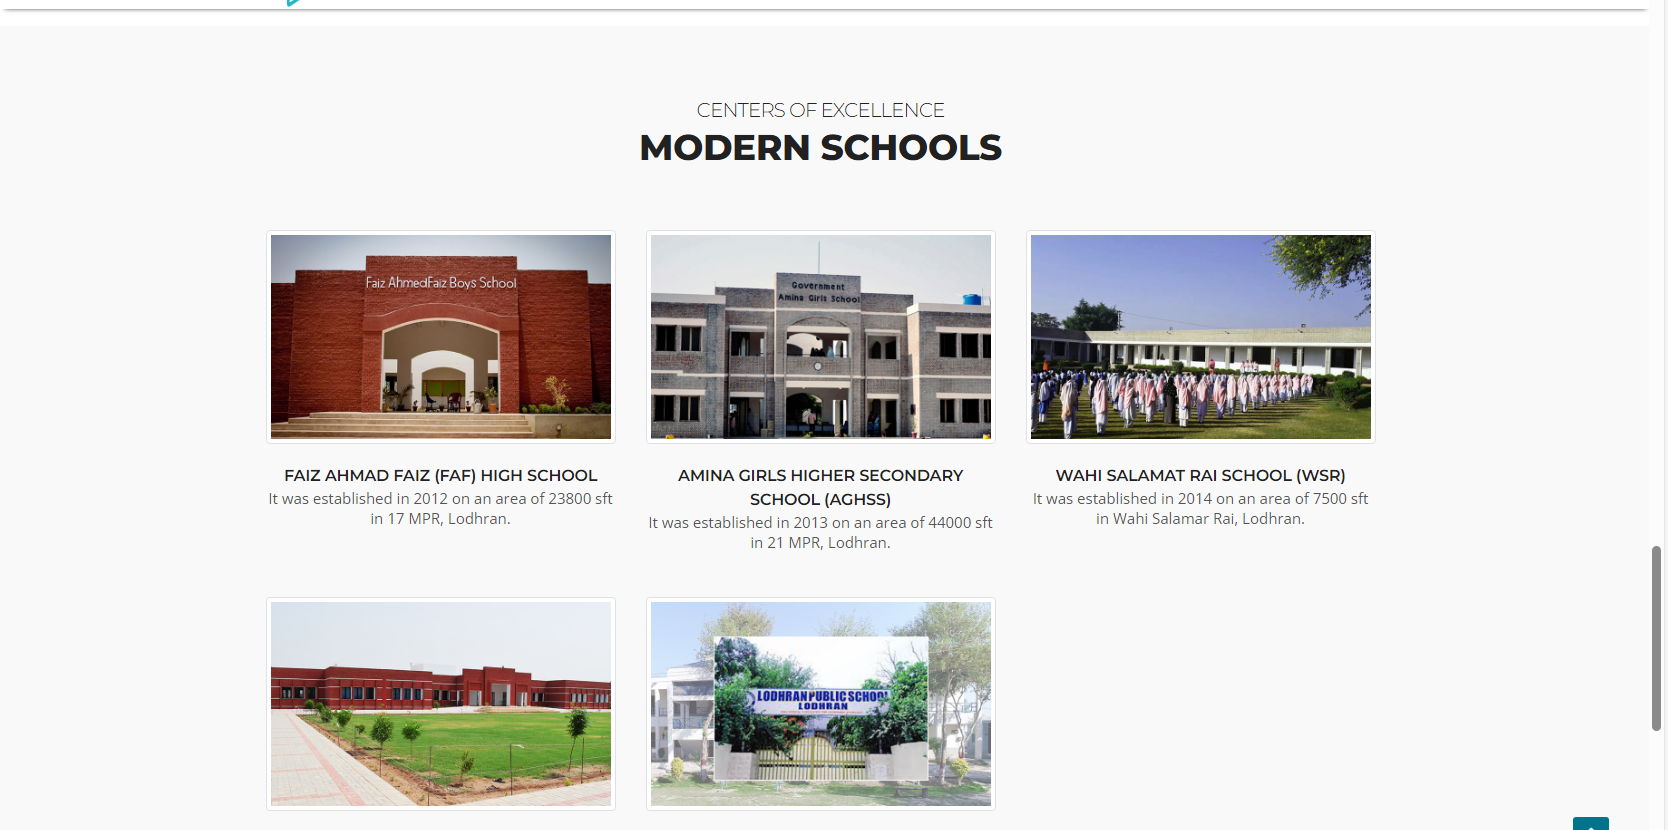 CENTERS OF EXCELLENCE
MODERN SCHOOLS
Faiz AhmedFaiz Boys School
Government
Amina Girls School
FAIZ AHMAD FAIZ (FAF) HIGH SCHOOL
It was established in 2012 on an area of 23800 sft
in 17 MPR, Lodhran.
AMINA GIRLS HIGHER SECONDARY
SCHOOL (AGHSS)
It was established in 2013 on an area of 44000 sft
in 21 MPR, Lodhran.
WAHI SALAMAT RAI SCHOOL (WSR)
It was established in 2014 on an area of 7500 sft
in Wahi Salamar Rai, Lodhran.
LODHRAN PUBLIC SCHOOL
LODHRAN